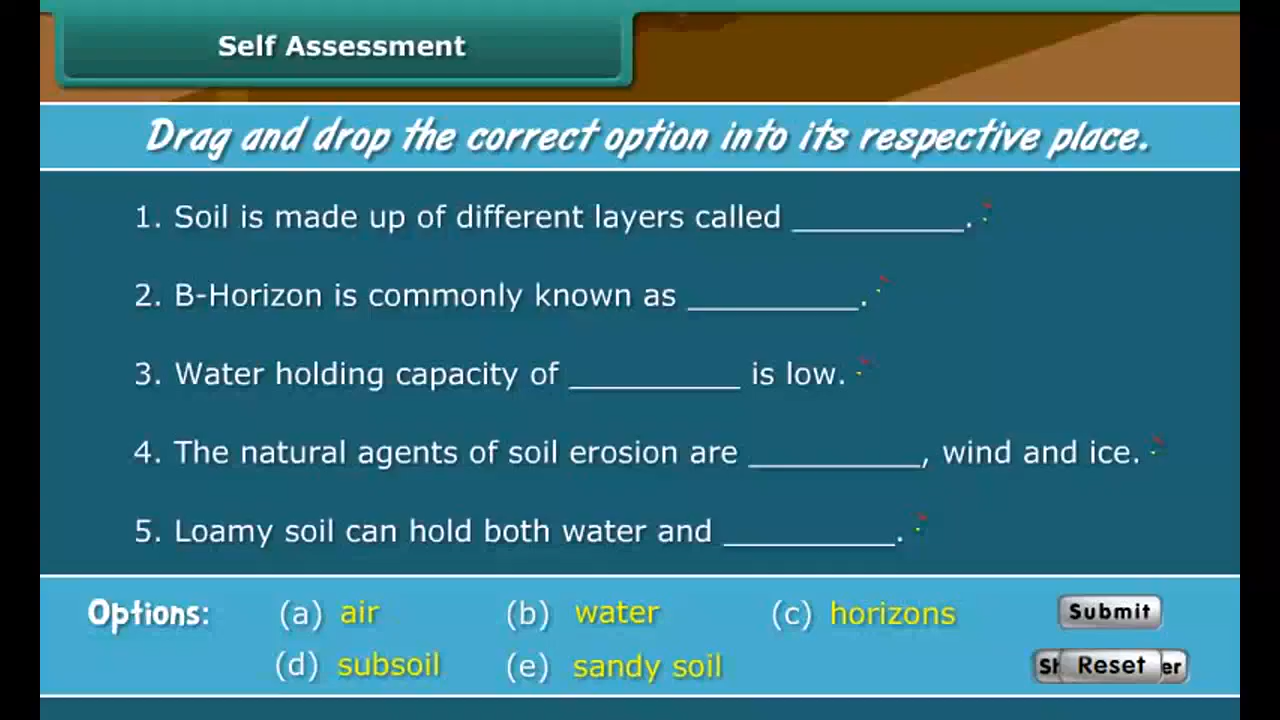 Self Assessment
Drag and drop the correct option into its respective place.
1. Soil is made up of different layers called __________.
2. B-Horizon is commonly known as __________.
3. Water holding capacity of __________ is low.
4. The natural agents of soil erosion are __________, wind and ice.
5. Loamy soil can hold both water and __________.
Options: (a) air (b) water (c) horizons Submit
(d) subsoil (e) sandy soil Reset